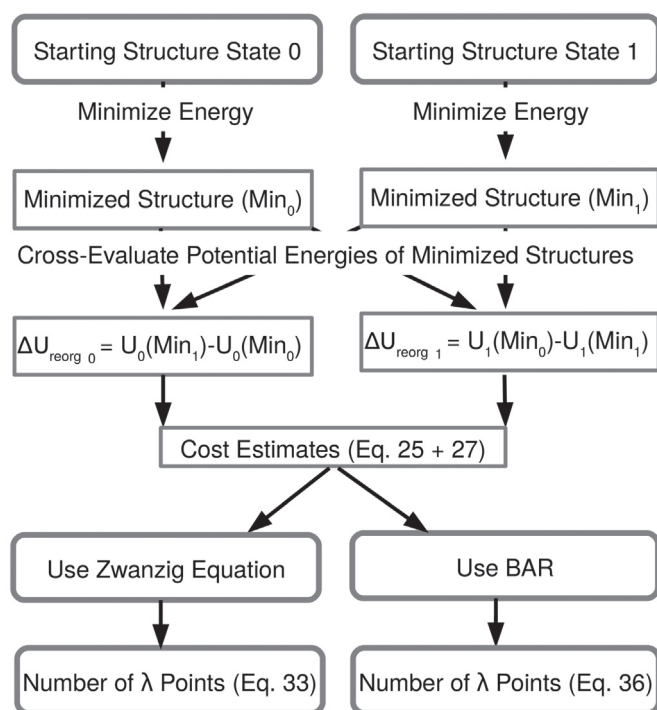 Starting Structure State 0
Starting Structure State 1
Minimize Energy
Minimize Energy
Minimized Structure (Min₀)
Minimized Structure (Min₁)
Cross-Evaluate Potential Energies of Minimized Structures
ΔU_reorg 0 = U₀(Min₁)-U₀(Min₀)
ΔU_reorg 1 = U₁(Min₀)-U₁(Min₁)
Cost Estimates (Eq. 25 + 27)
Use Zwanzig Equation
Use BAR
Number of λ Points (Eq. 33)
Number of λ Points (Eq. 36)